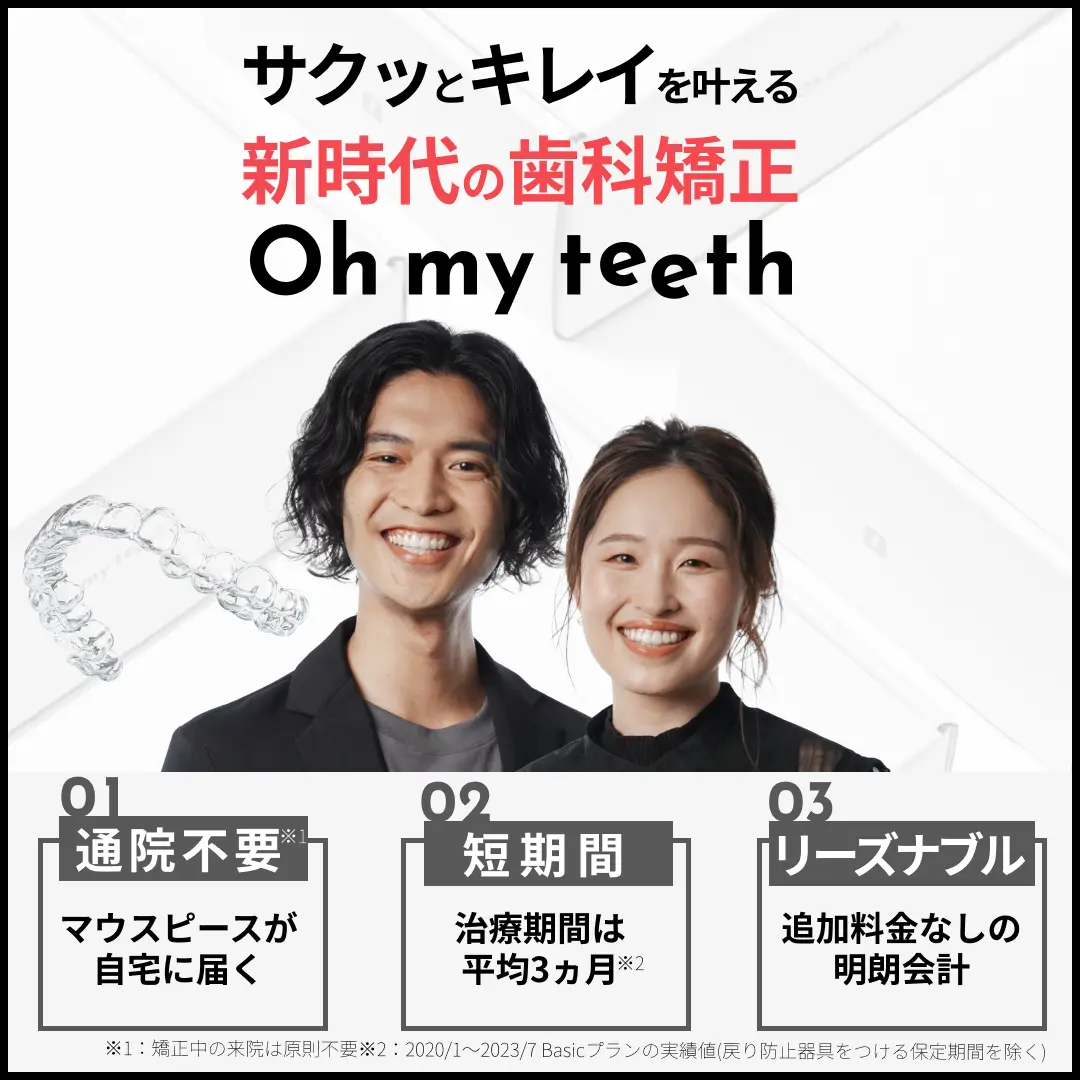 サクッとキレイを叶える
新時代の歯科矯正
Oh my teeth
01
通院不要※1
マウスピースが
自宅に届く
02
短期間
治療期間は
平均3ヵ月※2
03
リーズナブル
追加料金なしの
明朗会計
※1：矯正中の来院は原則不要※2：2020/1～2023/7 Basicプランの実績値(戻り防止器具をつける保定期間を除く)